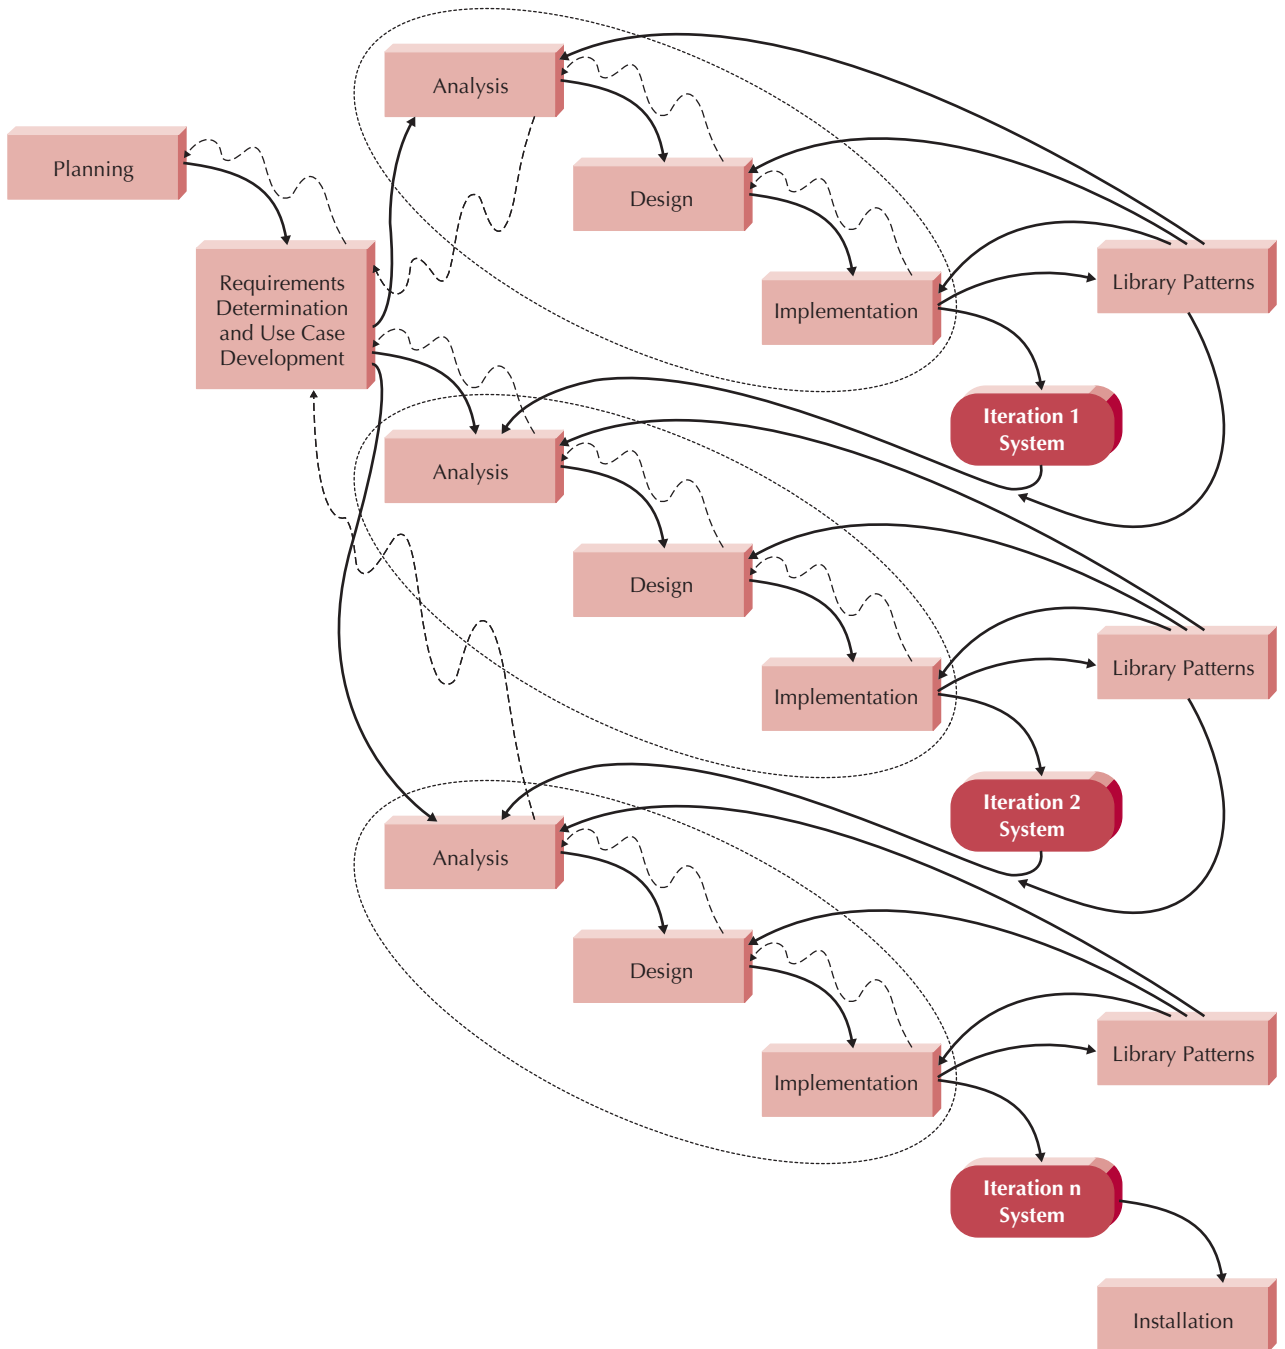 Analysis
Planning
Design
Requirements
Determination
and Use Case
Development
Library Patterns
Implementation
Iteration 1
System
Analysis
Design
Library Patterns
Implementation
Iteration 2
System
Analysis
Design
Library Patterns
Implementation
Iteration n
System
Installation